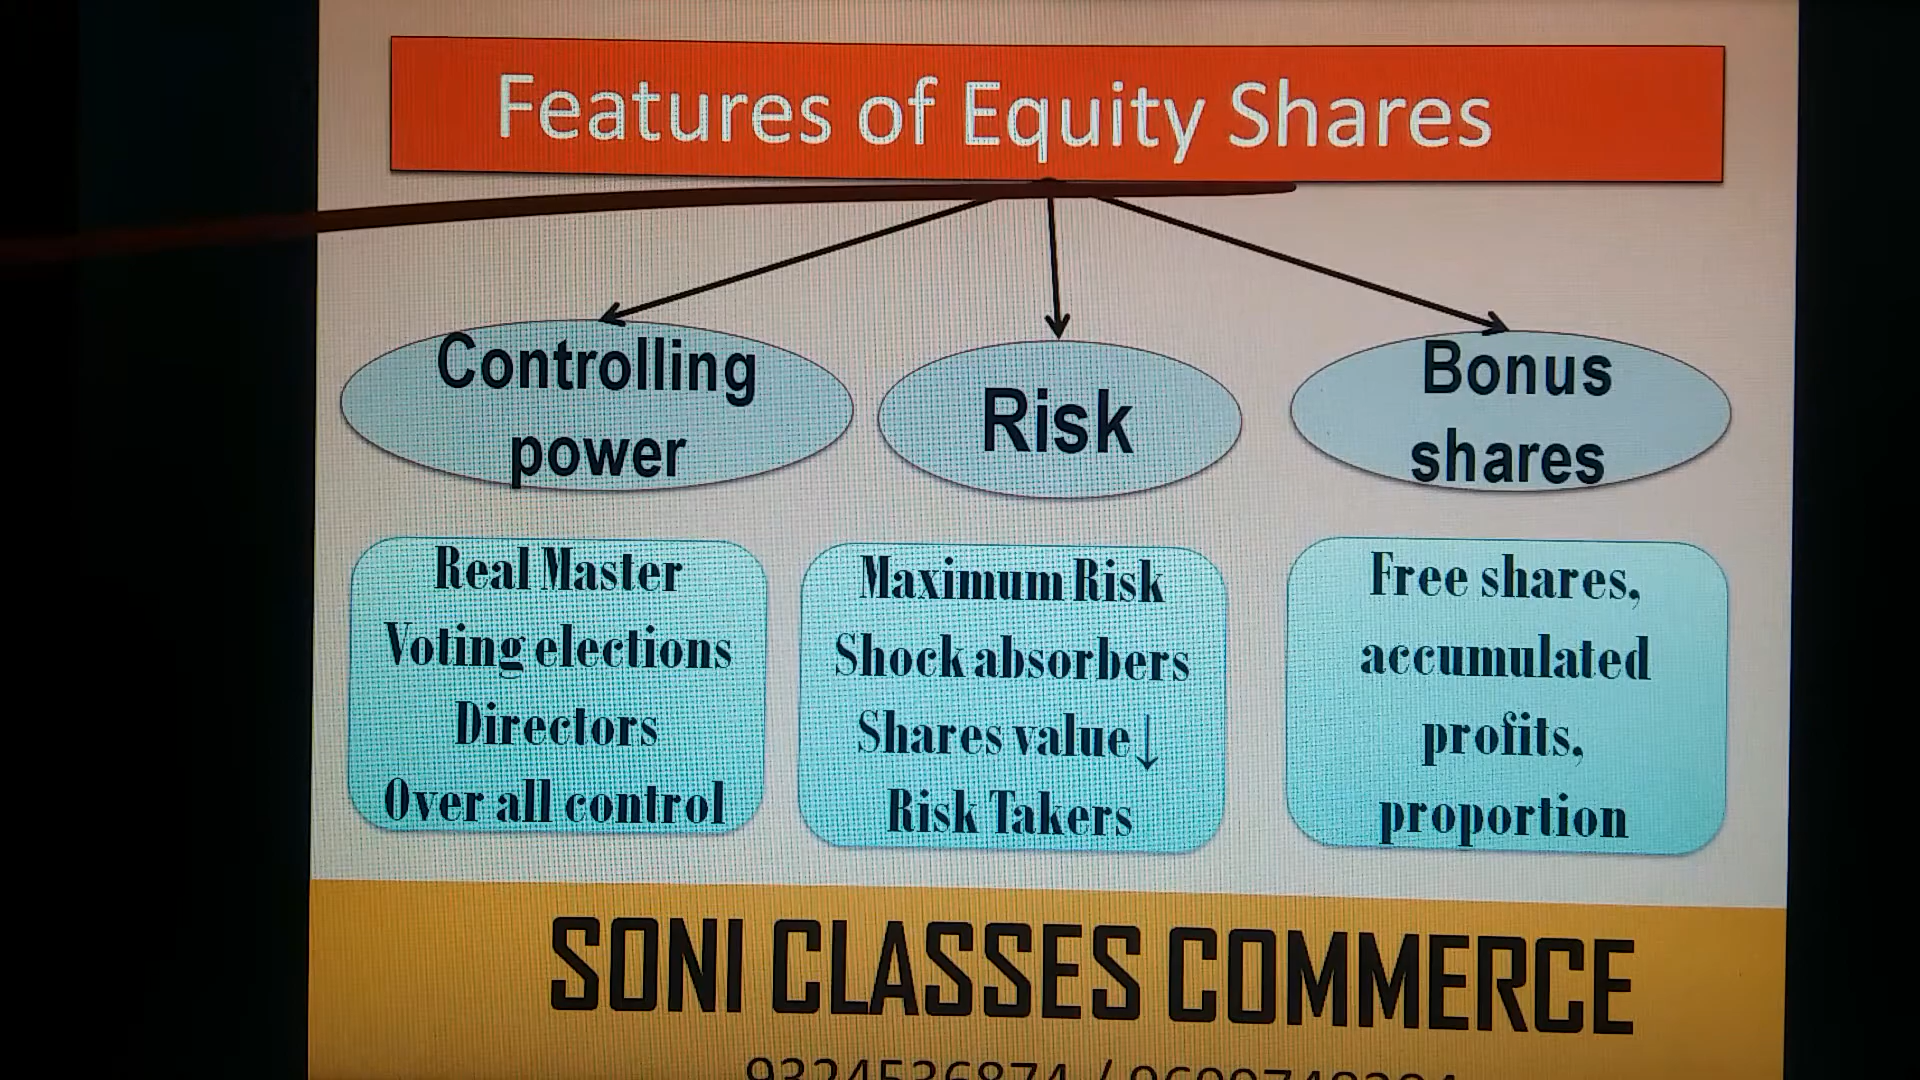 Features of Equity Shares
Controlling
power
Risk
Bonus
shares
Real Master
Voting elections
Directors
Over all control
Maximum Risk
Shock absorbers
Shares value↓
Risk Takers
Free shares,
accumulated
profits,
proportion
SONI CLASSES COMMERCE